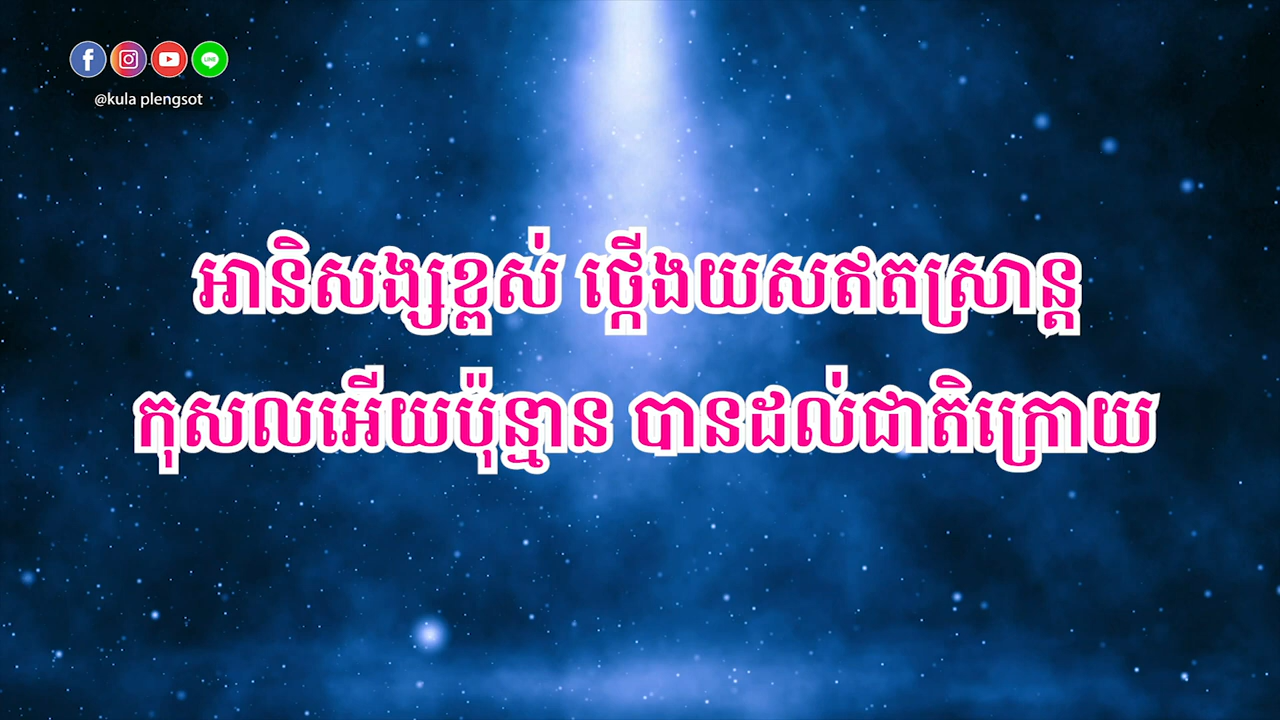 @kula plengsot
អានិសង្សខ្ពស់ ថ្កើងយសឥតស្រាន្ត
កុសលអើយប៉ុន្មាន បានដល់ជាតិក្រោយ